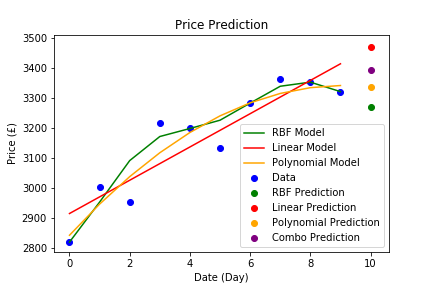 Price Prediction
3500
3400
3300
3200
3100
3000
2900
2800
Price (£)
RBF Model
Linear Model
Polynomial Model
Data
RBF Prediction
Linear Prediction
Polynomial Prediction
Combo Prediction
0 2 4 6 8 10
Date (Day)